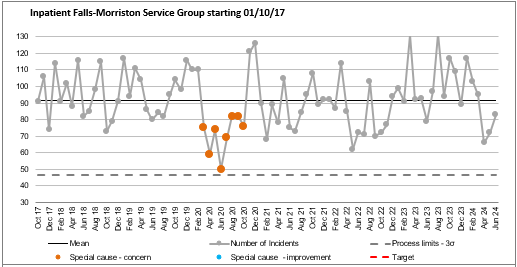 Inpatient Falls-Morriston Service Group starting 01/10/17
130
120
110
100
90
80
70
60
50
40
30
Oct 17
Dec 17
Feb 18
Apr 18
Jun 18
Aug 18
Oct 18
Dec 18
Feb 19
Apr 19
Jun 19
Aug 19
Oct 19
Dec 19
Feb 20
Apr 20
Jun 20
Aug 20
Oct 20
Dec 20
Feb 21
Apr 21
Jun 21
Aug 21
Oct 21
Dec 21
Feb 22
Apr 22
Jun 22
Aug 22
Oct 22
Dec 22
Feb 23
Apr 23
Jun 23
Aug 23
Oct 23
Dec 23
Feb 24
Apr 24
Jun 24
Mean
Number of Incidents
Process limits - 3σ
Special cause - concern
Special cause - improvement
Target